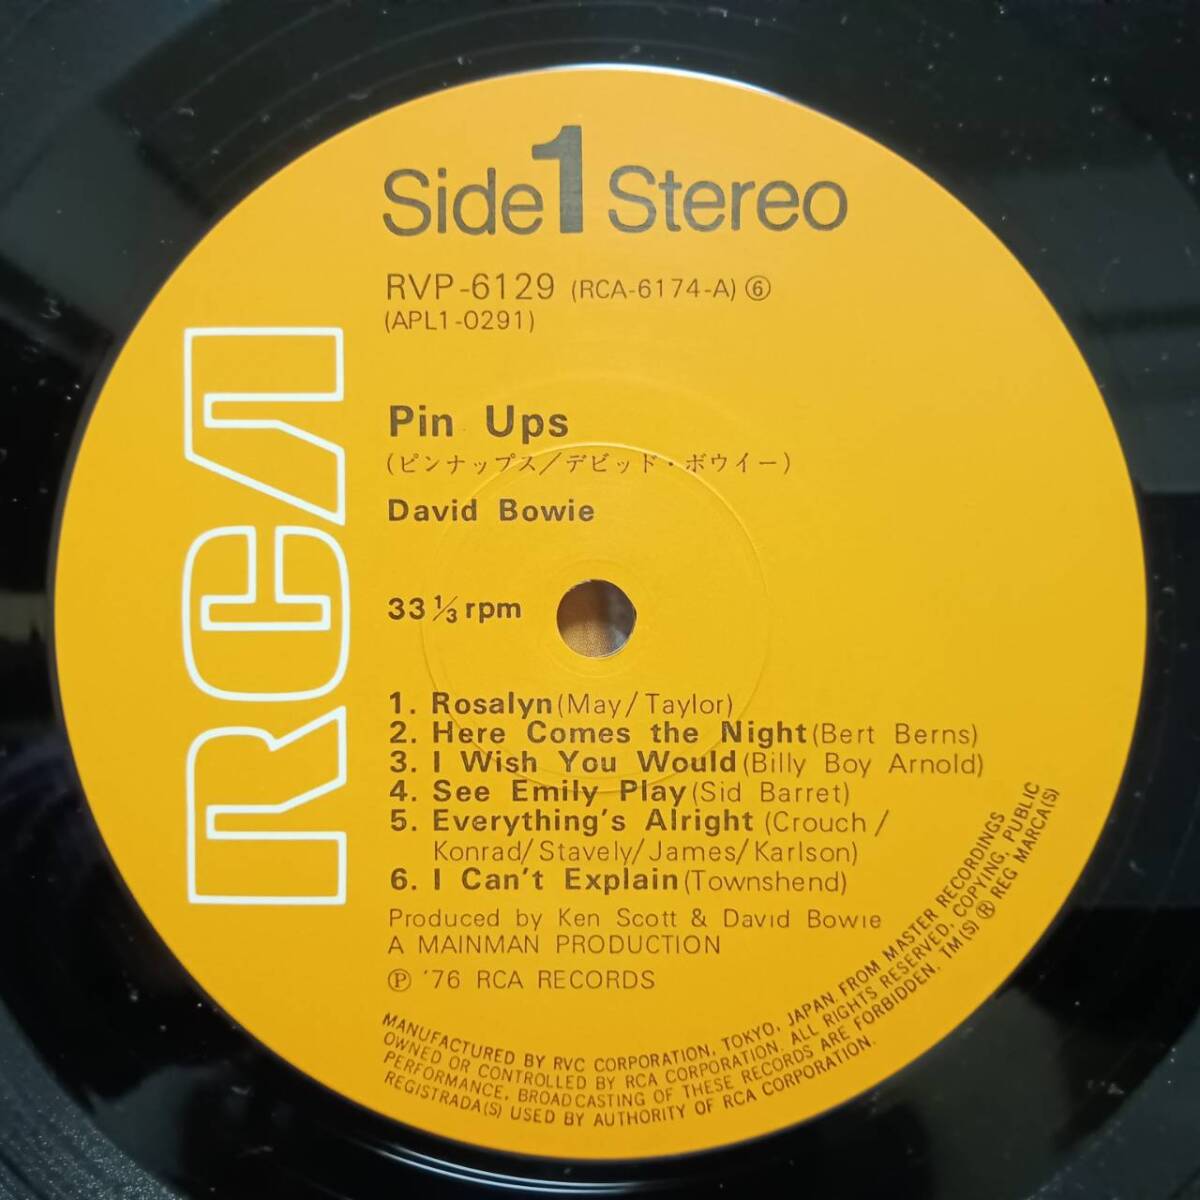 Side 1 Stereo
RVP-6129 (RCA-6174-A) ⑥
(APL1-0291)
RCA
Pin Ups
(ピンナップス/デビッド・ボウイー)
David Bowie
33 ⅓ rpm
1. Rosalyn (May/Taylor)
2. Here Comes the Night (Bert Berns)
3. I Wish You Would (Billy Boy Arnold)
4. See Emily Play (Sid Barret)
5. Everything's Alright (Crouch/
Konrad/Stavely/James/Karlson)
6. I Can't Explain (Townshend)
Produced by Ken Scott & David Bowie
A MAINMAN PRODUCTION
Ⓟ '76 RCA RECORDS
MANUFACTURED BY RVC CORPORATION, TOKYO, JAPAN, FROM MASTER RECORDINGS
OWNED OR CONTROLLED BY RCA CORPORATION. ALL RIGHTS RESERVED, COPYING, PUBLIC
PERFORMANCE, BROADCASTING OF THESE RECORDS ARE FORBIDDEN. TM(S) ® REG MARCA(S)
REGISTRADA(S) USED BY AUTHORITY OF RCA CORPORATION.